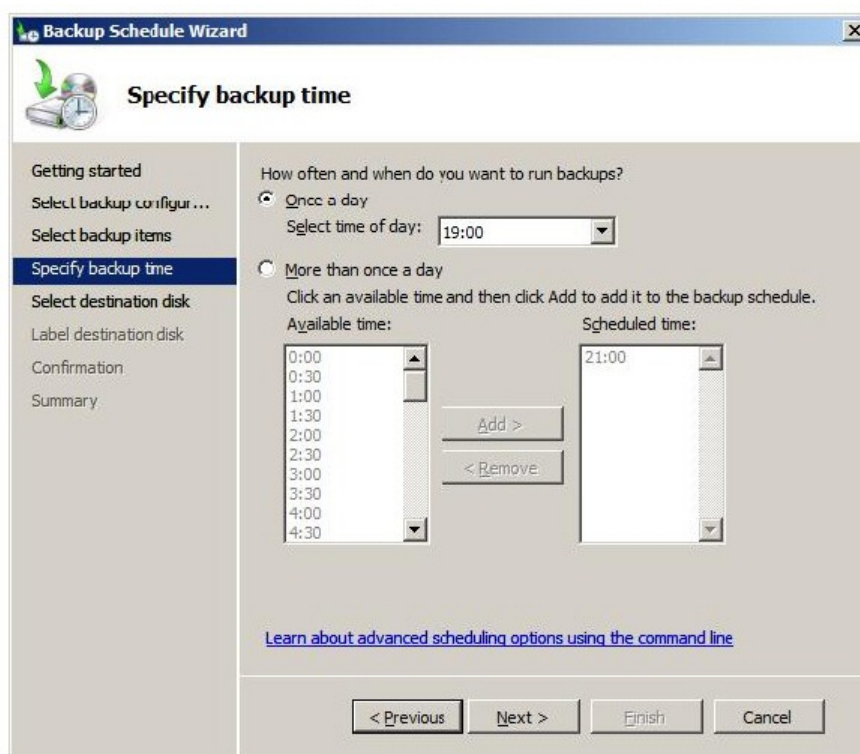 Backup Schedule Wizard
Specify backup time
Getting started
Select backup configur...
Select backup items
Specify backup time
Select destination disk
Label destination disk
Confirmation
Summary
How often and when do you want to run backups?
Once a day
Select time of day: 19:00
More than once a day
Click an available time and then click Add to add it to the backup schedule.
Available time: Scheduled time:
0:00 21:00
0:30
1:00
1:30
2:00
2:30
3:00
3:30
4:00
4:30
Add >
< Remove
Learn about advanced scheduling options using the command line
< Previous Next > Finish Cancel